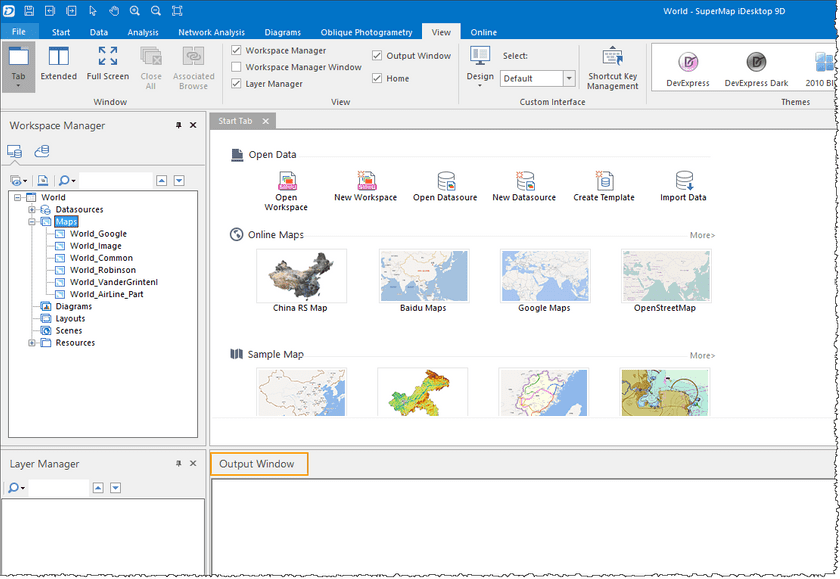 World - SuperMap iDesktop 9D
File Start Data Analysis Network Analysis Diagrams Oblique Photogrametry View Online
Tab
Extended
Full Screen
Close All
Associated Browse
Window
Workspace Manager
Workspace Manager Window
Layer Manager
Output Window
Home
View
Design
Select:
Default
Shortcut Key Management
Custom Interface
DevExpress
DevExpress Dark
2010 Bl
Themes
Workspace Manager
World
Datasources
Maps
World_Google
World_Image
World_Common
World_Robinson
World_VanderGrintenI
World_AirLine_Part
Diagrams
Layouts
Scenes
Resources
Start Tab
Open Data
Open Workspace
New Workspace
Open Datasoure
New Datasource
Create Template
Import Data
Online Maps
More>
China RS Map
Baidu Maps
Google Maps
OpenStreetMap
Sample Map
More>
Layer Manager
Output Window